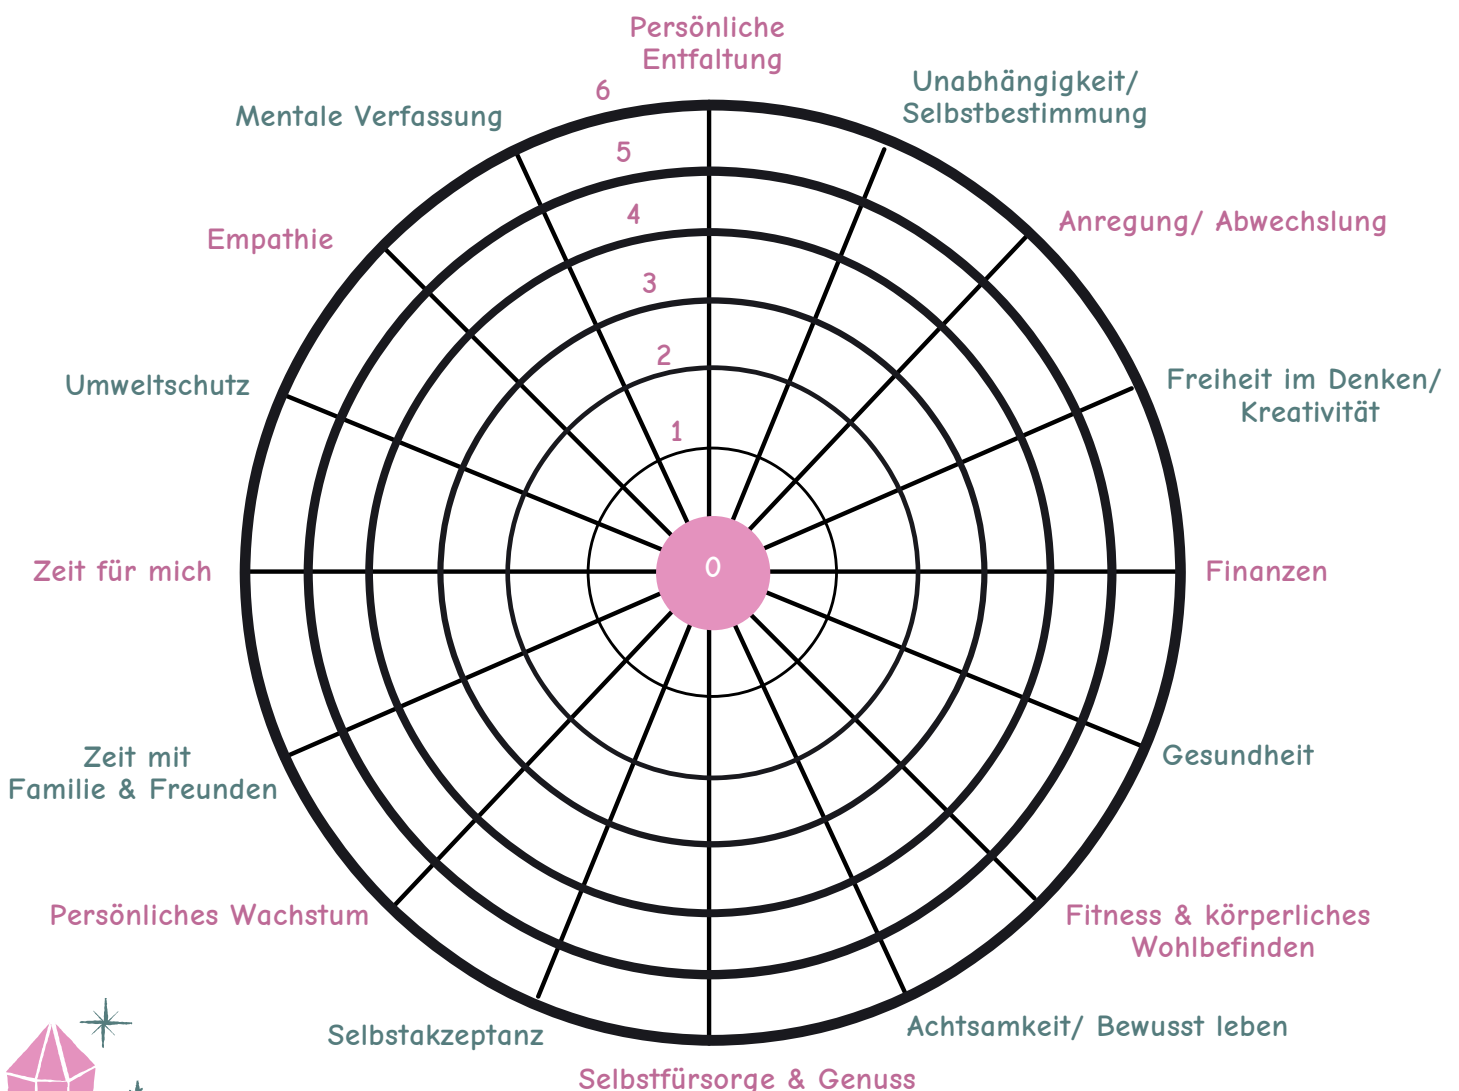 Persönliche
Entfaltung
Unabhängigkeit/
Selbstbestimmung
6
Mentale Verfassung
5
4
Anregung/ Abwechslung
Empathie
3
2
Freiheit im Denken/
Kreativität
Umweltschutz
1
0
Zeit für mich
Finanzen
Zeit mit
Familie & Freunden
Gesundheit
Persönliches Wachstum
Fitness & körperliches
Wohlbefinden
Selbstakzeptanz
Achtsamkeit/ Bewusst leben
Selbstfürsorge & Genuss